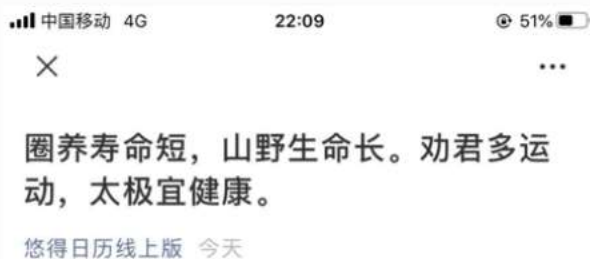 中国移动 4G 22:09 51%
圈养寿命短，山野生命长。劝君多运
动，太极宜健康。
悠得日历线上版 今天